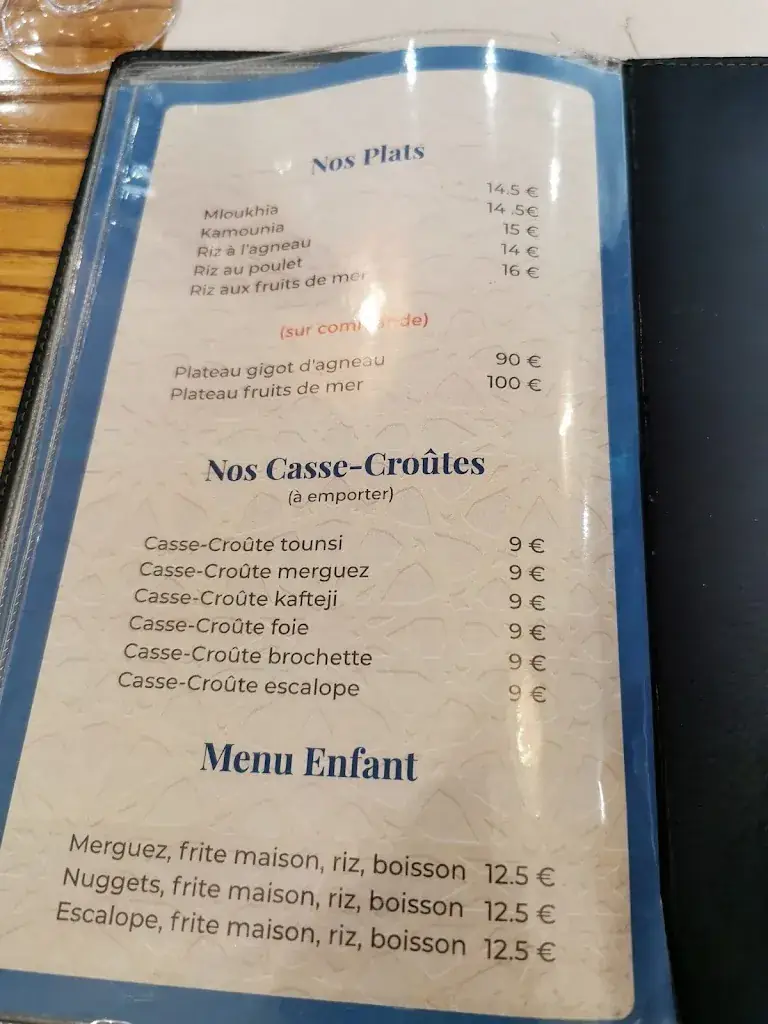 Nos Plats
Mloukhia 14.5 €
Kamounia 14 .5€
Riz à l'agneau 15 €
Riz au poulet 14 €
Riz aux fruits de mer 16 €
(sur commande)
Plateau gigot d'agneau 90 €
Plateau fruits de mer 100 €
Nos Casse-Croûtes
(à emporter)
Casse-Croûte tounsi 9 €
Casse-Croûte merguez 9 €
Casse-Croûte kafteji 9 €
Casse-Croûte foie 9 €
Casse-Croûte brochette 9 €
Casse-Croûte escalope 9 €
Menu Enfant
Merguez, frite maison, riz, boisson 12.5 €
Nuggets, frite maison, riz, boisson 12.5 €
Escalope, frite maison, riz, boisson 12.5 €